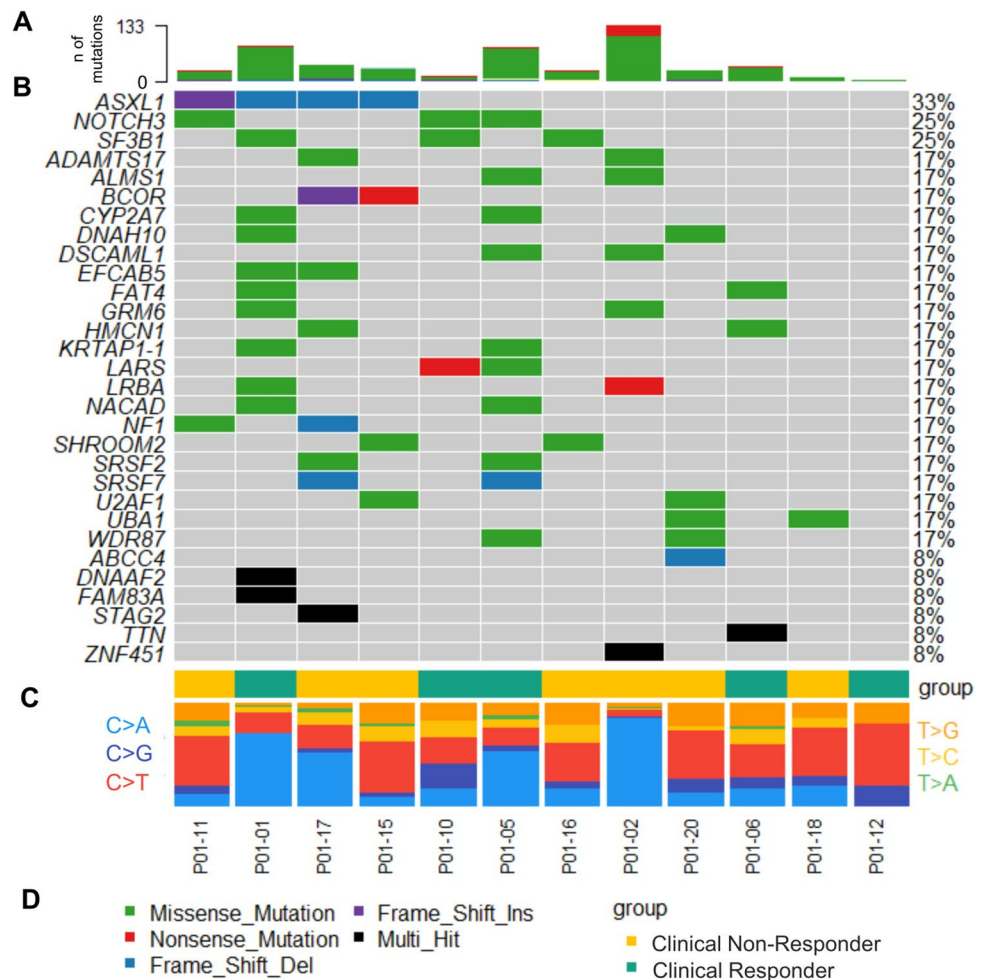 A
n of
mutations
133
0
B
ASXL1 33%
NOTCH3 25%
SF3B1 25%
ADAMTS17 17%
ALMS1 17%
BCOR 17%
CYP2A7 17%
DNAH10 17%
DSCAML1 17%
EFCAB5 17%
FAT4 17%
GRM6 17%
HMCN1 17%
KRTAP1-1 17%
LARS 17%
LRBA 17%
NACAD 17%
NF1 17%
SHROOM2 17%
SRSF2 17%
SRSF7 17%
U2AF1 17%
UBA1 17%
WDR87 17%
ABCC4 8%
DNAAF2 8%
FAM83A 8%
STAG2 8%
TTN 8%
ZNF451 8%
group
C
C>A T>G
C>G T>C
C>T T>A
P01-11 P01-01 P01-17 P01-15 P01-10 P01-05 P01-16 P01-02 P01-20 P01-06 P01-18 P01-12
D
Missense_Mutation Frame_Shift_Ins
Nonsense_Mutation Multi_Hit
Frame_Shift_Del
group
Clinical Non-Responder
Clinical Responder